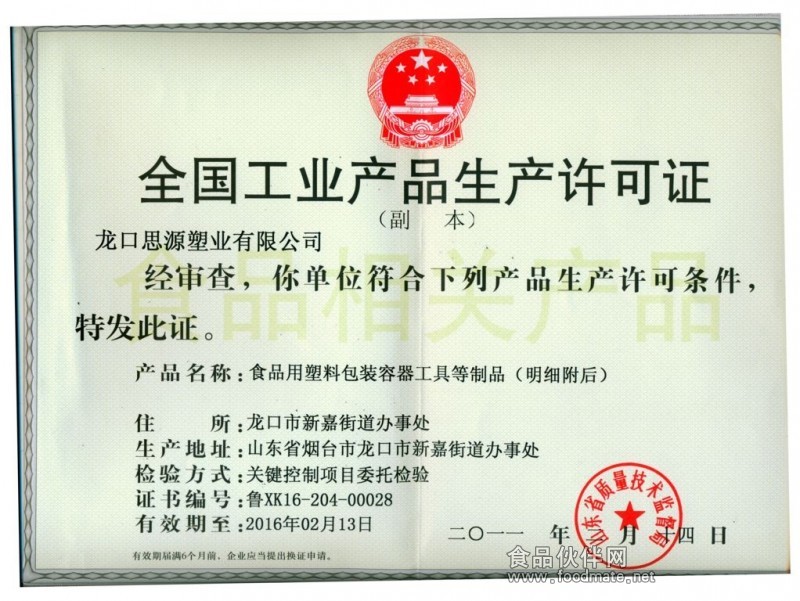 全国工业产品生产许可证
（副 本）
龙口思源塑业有限公司
食品相关产品
经审查，你单位符合下列产品生产许可条件，
特发此证。
产品名称：食品用塑料包装容器工具等制品（明细附后）
住 所：龙口市新嘉街道办事处
生产地址：山东省烟台市龙口市新嘉街道办事处
检验方式：关键控制项目委托检验
证书编号：鲁XK16-204-00028
有效期至：2016年02月13日
山东省质量技术监督局
二〇一一 年 月 十四 日
有效期届满6个月前，企业应当提出换证申请。
食品伙伴网
www.foodmate.net